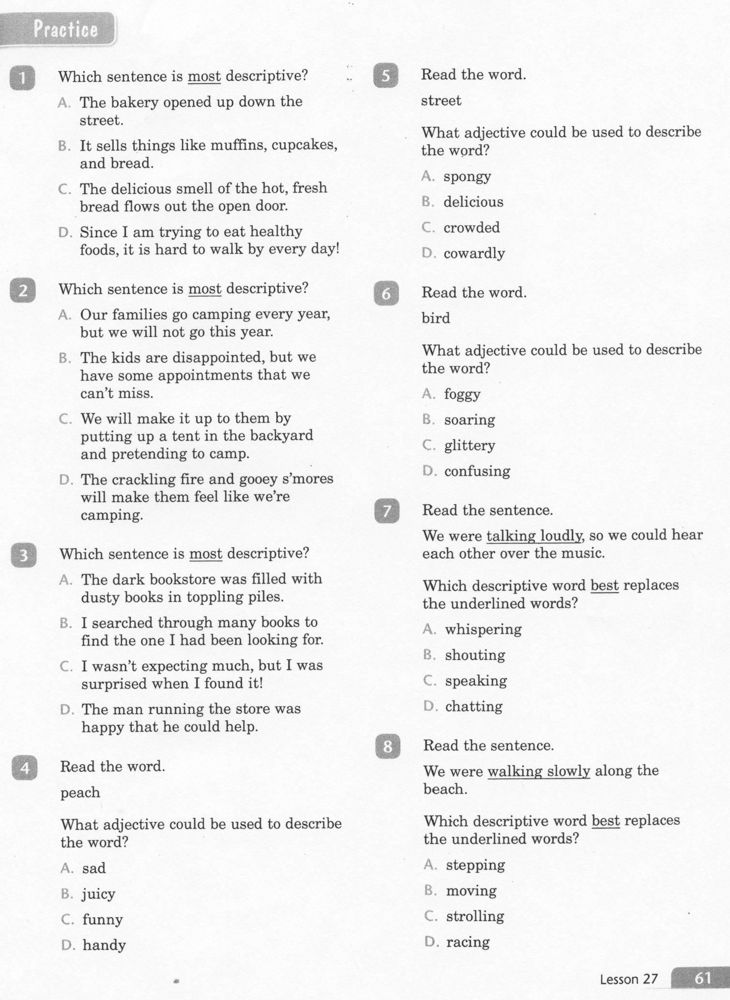 Practice
1
Which sentence is most descriptive?
A. The bakery opened up down the
street.
B. It sells things like muffins, cupcakes,
and bread.
C. The delicious smell of the hot, fresh
bread flows out the open door.
D. Since I am trying to eat healthy
foods, it is hard to walk by every day!
2
Which sentence is most descriptive?
A. Our families go camping every year,
but we will not go this year.
B. The kids are disappointed, but we
have some appointments that we
can't miss.
C. We will make it up to them by
putting up a tent in the backyard
and pretending to camp.
D. The crackling fire and gooey s'mores
will make them feel like we're
camping.
3
Which sentence is most descriptive?
A. The dark bookstore was filled with
dusty books in toppling piles.
B. I searched through many books to
find the one I had been looking for.
C. I wasn't expecting much, but I was
surprised when I found it!
D. The man running the store was
happy that he could help.
4
Read the word.
peach
What adjective could be used to describe
the word?
A. sad
B. juicy
C. funny
D. handy
5
Read the word.
street
What adjective could be used to describe
the word?
A. spongy
B. delicious
C. crowded
D. cowardly
6
Read the word.
bird
What adjective could be used to describe
the word?
A. foggy
B. soaring
C. glittery
D. confusing
7
Read the sentence.
We were talking loudly, so we could hear
each other over the music.
Which descriptive word best replaces
the underlined words?
A. whispering
B. shouting
C. speaking
D. chatting
8
Read the sentence.
We were walking slowly along the
beach.
Which descriptive word best replaces
the underlined words?
A. stepping
B. moving
C. strolling
D. racing
Lesson 27 61